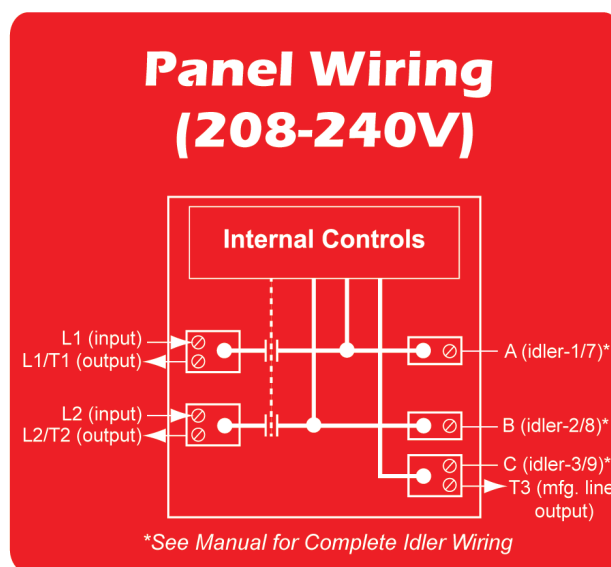 Panel Wiring
(208-240V)
Internal Controls
L1 (input)
L1/T1 (output)
A (idler-1/7)*
L2 (input)
L2/T2 (output)
B (idler-2/8)*
C (idler-3/9)*
T3 (mfg. line
output)
*See Manual for Complete Idler Wiring